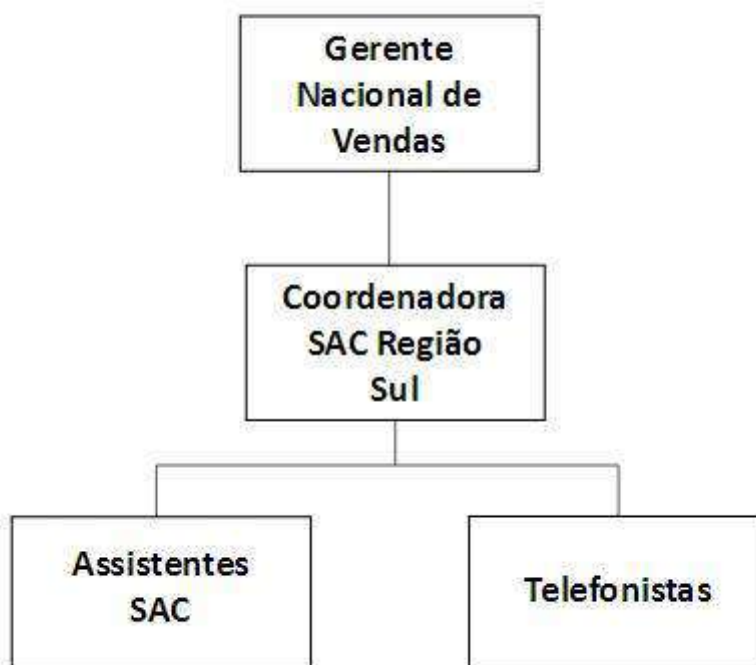 Gerente
Nacional de
Vendas
Coordenadora
SAC Região
Sul
Assistentes
SAC
Telefonistas